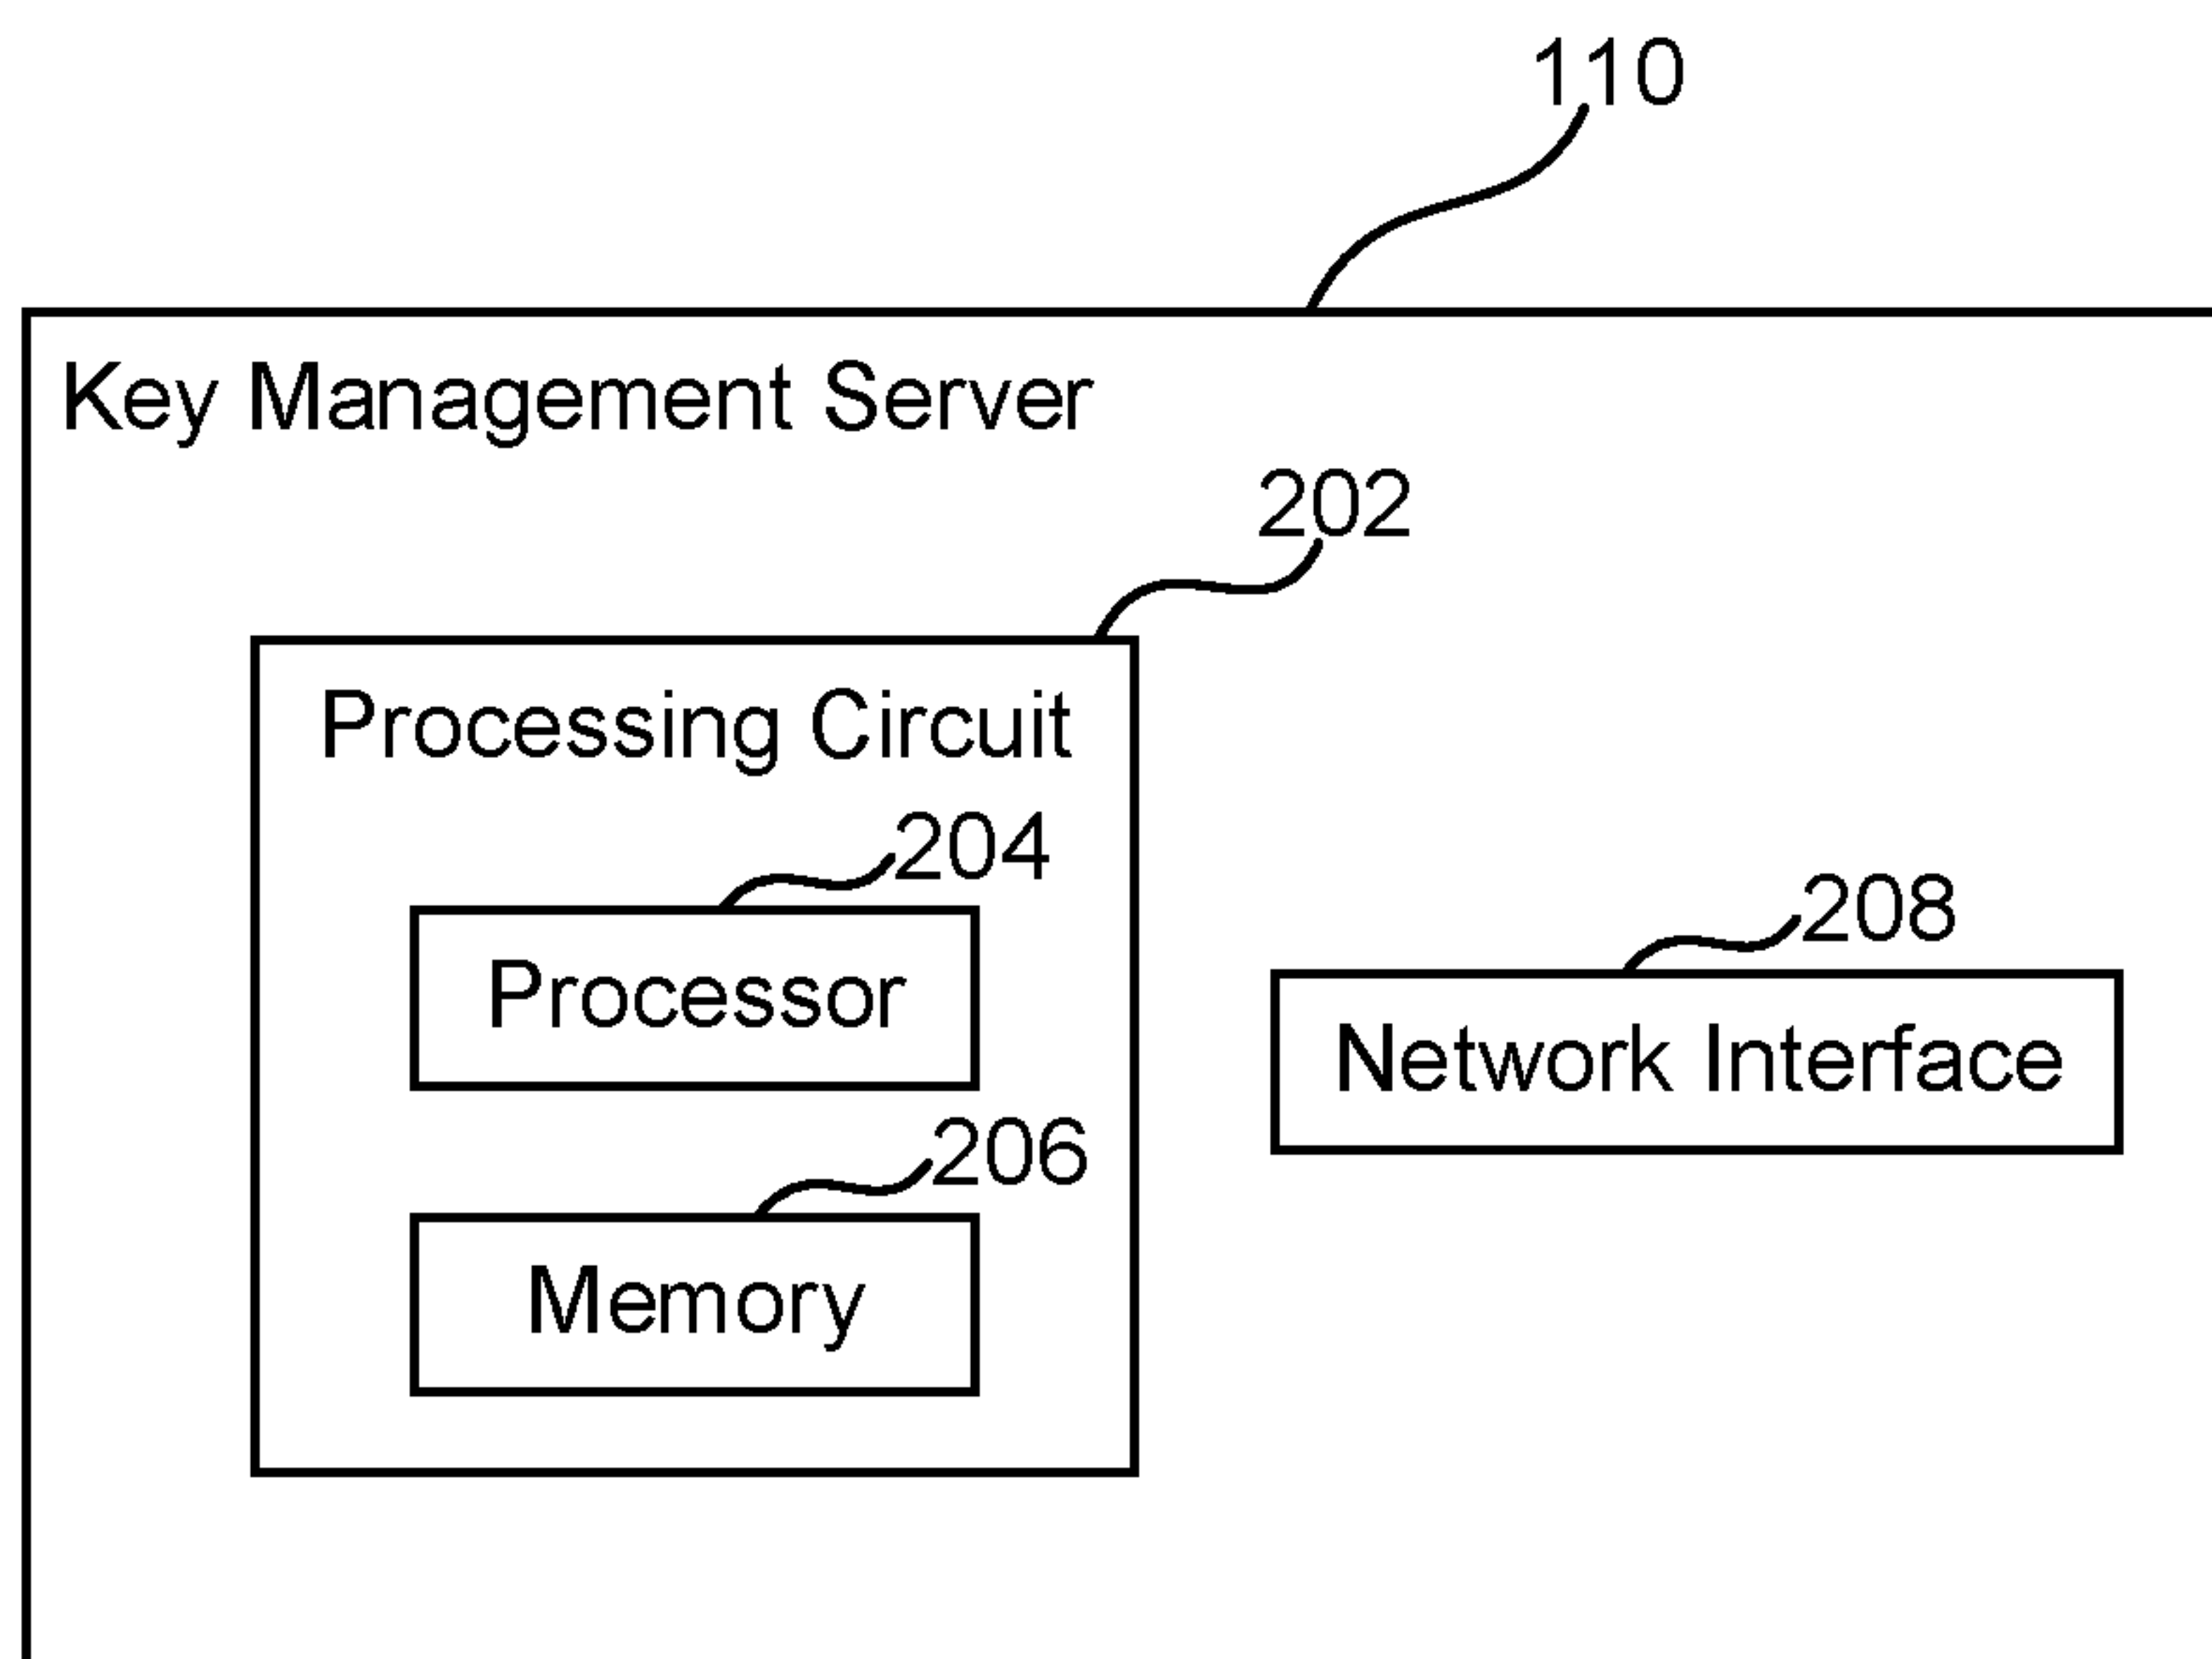 110
Key Management Server
202
Processing Circuit
204
Processor
208
Network Interface
206
Memory